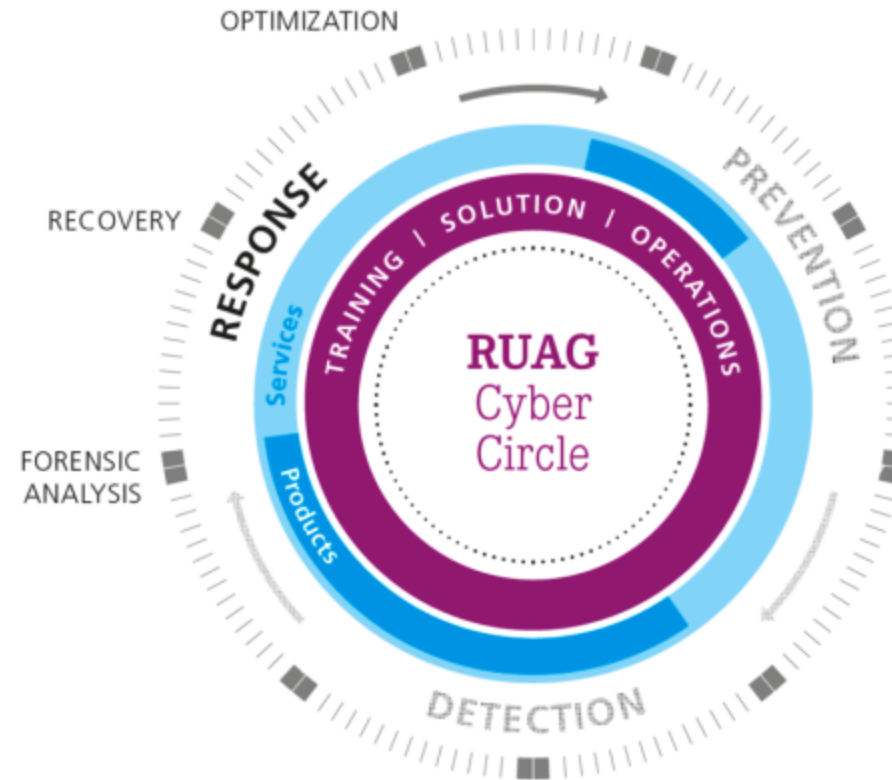 OPTIMIZATION
RECOVERY
FORENSIC
ANALYSIS
RESPONSE
PREVENTION
DETECTION
TRAINING / SOLUTION / OPERATIONS
Services
Products
RUAG
Cyber
Circle